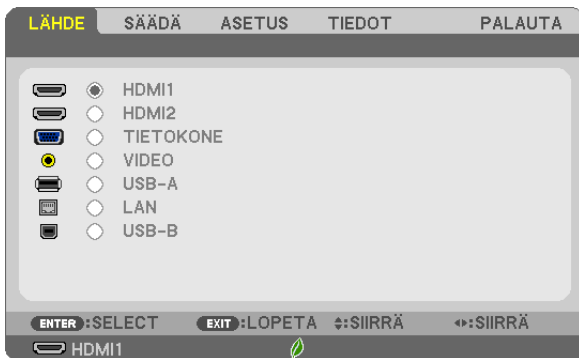 LÄHDE SÄÄDÄ ASETUS TIEDOT PALAUTA
HDMI1
HDMI2
TIETOKONE
VIDEO
USB-A
LAN
USB-B
ENTER :SELECT EXIT :LOPETA :SIIRRÄ :SIIRRÄ
HDMI1